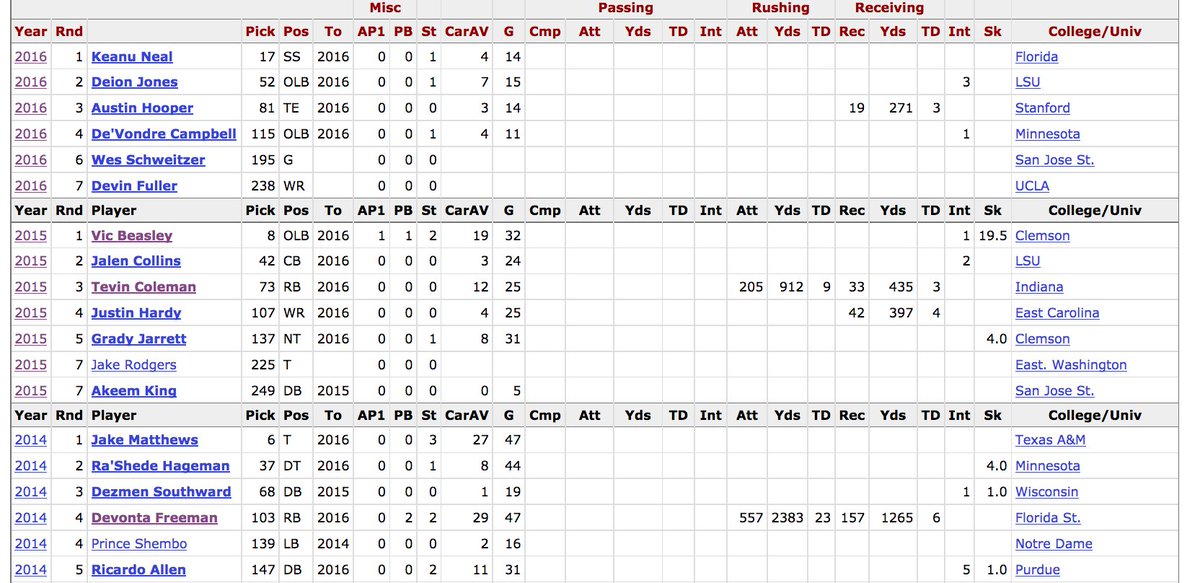 Misc Passing Rushing Receiving
Year Rnd Player Pick Pos To AP1 PB St CarAV G Cmp Att Yds TD Int Att Yds TD Rec Yds TD Int Sk College/Univ
2016 1 Keanu Neal 17 SS 2016 0 0 1 4 14 Florida
2016 2 Deion Jones 52 OLB 2016 0 0 1 7 15 3 LSU
2016 3 Austin Hooper 81 TE 2016 0 0 0 3 14 19 271 3 Stanford
2016 4 De'Vondre Campbell 115 OLB 2016 0 0 1 4 11 1 Minnesota
2016 6 Wes Schweitzer 195 G 0 0 0 San Jose St.
2016 7 Devin Fuller 238 WR 0 0 0 UCLA
Year Rnd Player Pick Pos To AP1 PB St CarAV G Cmp Att Yds TD Int Att Yds TD Rec Yds TD Int Sk College/Univ
2015 1 Vic Beasley 8 OLB 2016 1 1 2 19 32 1 19.5 Clemson
2015 2 Jalen Collins 42 CB 2016 0 0 0 3 24 2 LSU
2015 3 Tevin Coleman 73 RB 2016 0 0 0 12 25 205 912 9 33 435 3 Indiana
2015 4 Justin Hardy 107 WR 2016 0 0 0 4 25 42 397 4 East Carolina
2015 5 Grady Jarrett 137 NT 2016 0 0 1 8 31 4.0 Clemson
2015 7 Jake Rodgers 225 T 0 0 0 East. Washington
2015 7 Akeem King 249 DB 2015 0 0 0 0 5 San Jose St.
Year Rnd Player Pick Pos To AP1 PB St CarAV G Cmp Att Yds TD Int Att Yds TD Rec Yds TD Int Sk College/Univ
2014 1 Jake Matthews 6 T 2016 0 0 3 27 47 Texas A&M
2014 2 Ra'Shede Hageman 37 DT 2016 0 0 1 8 44 4.0 Minnesota
2014 3 Dezmen Southward 68 DB 2015 0 0 0 1 19 1 1.0 Wisconsin
2014 4 Devonta Freeman 103 RB 2016 0 2 2 29 47 557 2383 23 157 1265 6 Florida St.
2014 4 Prince Shembo 139 LB 2014 0 0 0 2 16 Notre Dame
2014 5 Ricardo Allen 147 DB 2016 0 0 2 11 31 5 1.0 Purdue